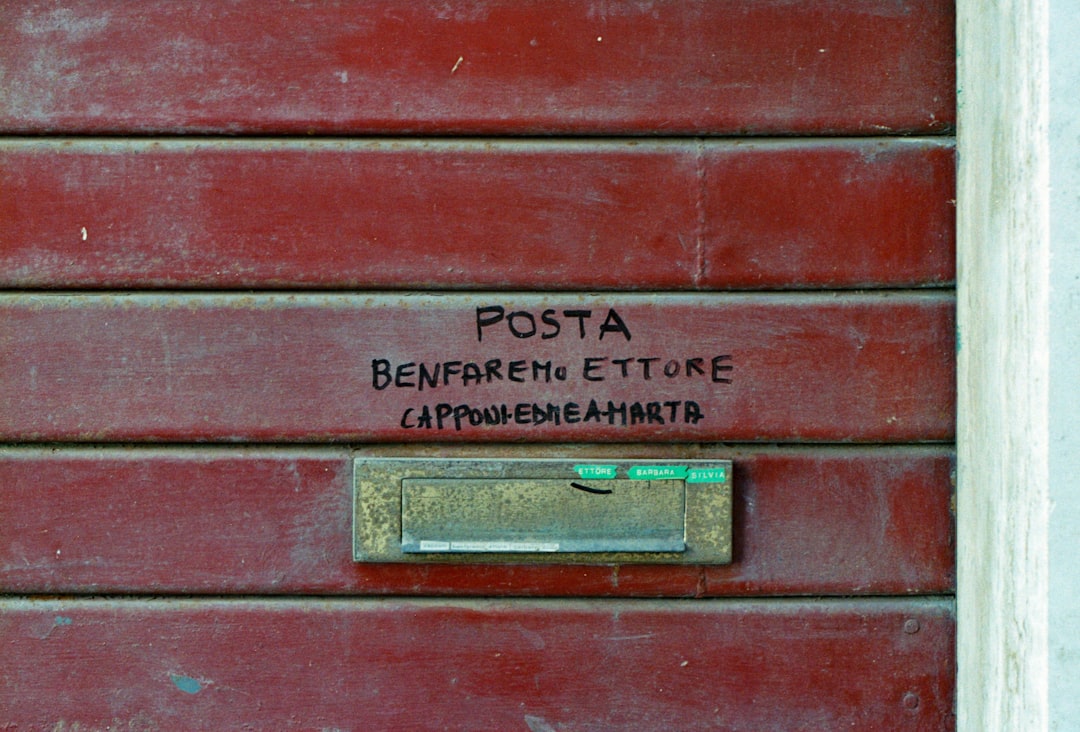 POSTA
BENFAREMO ETTORE
CAPPONI-EDMEA-MARTA
ETTORE BARBARA SILVIA